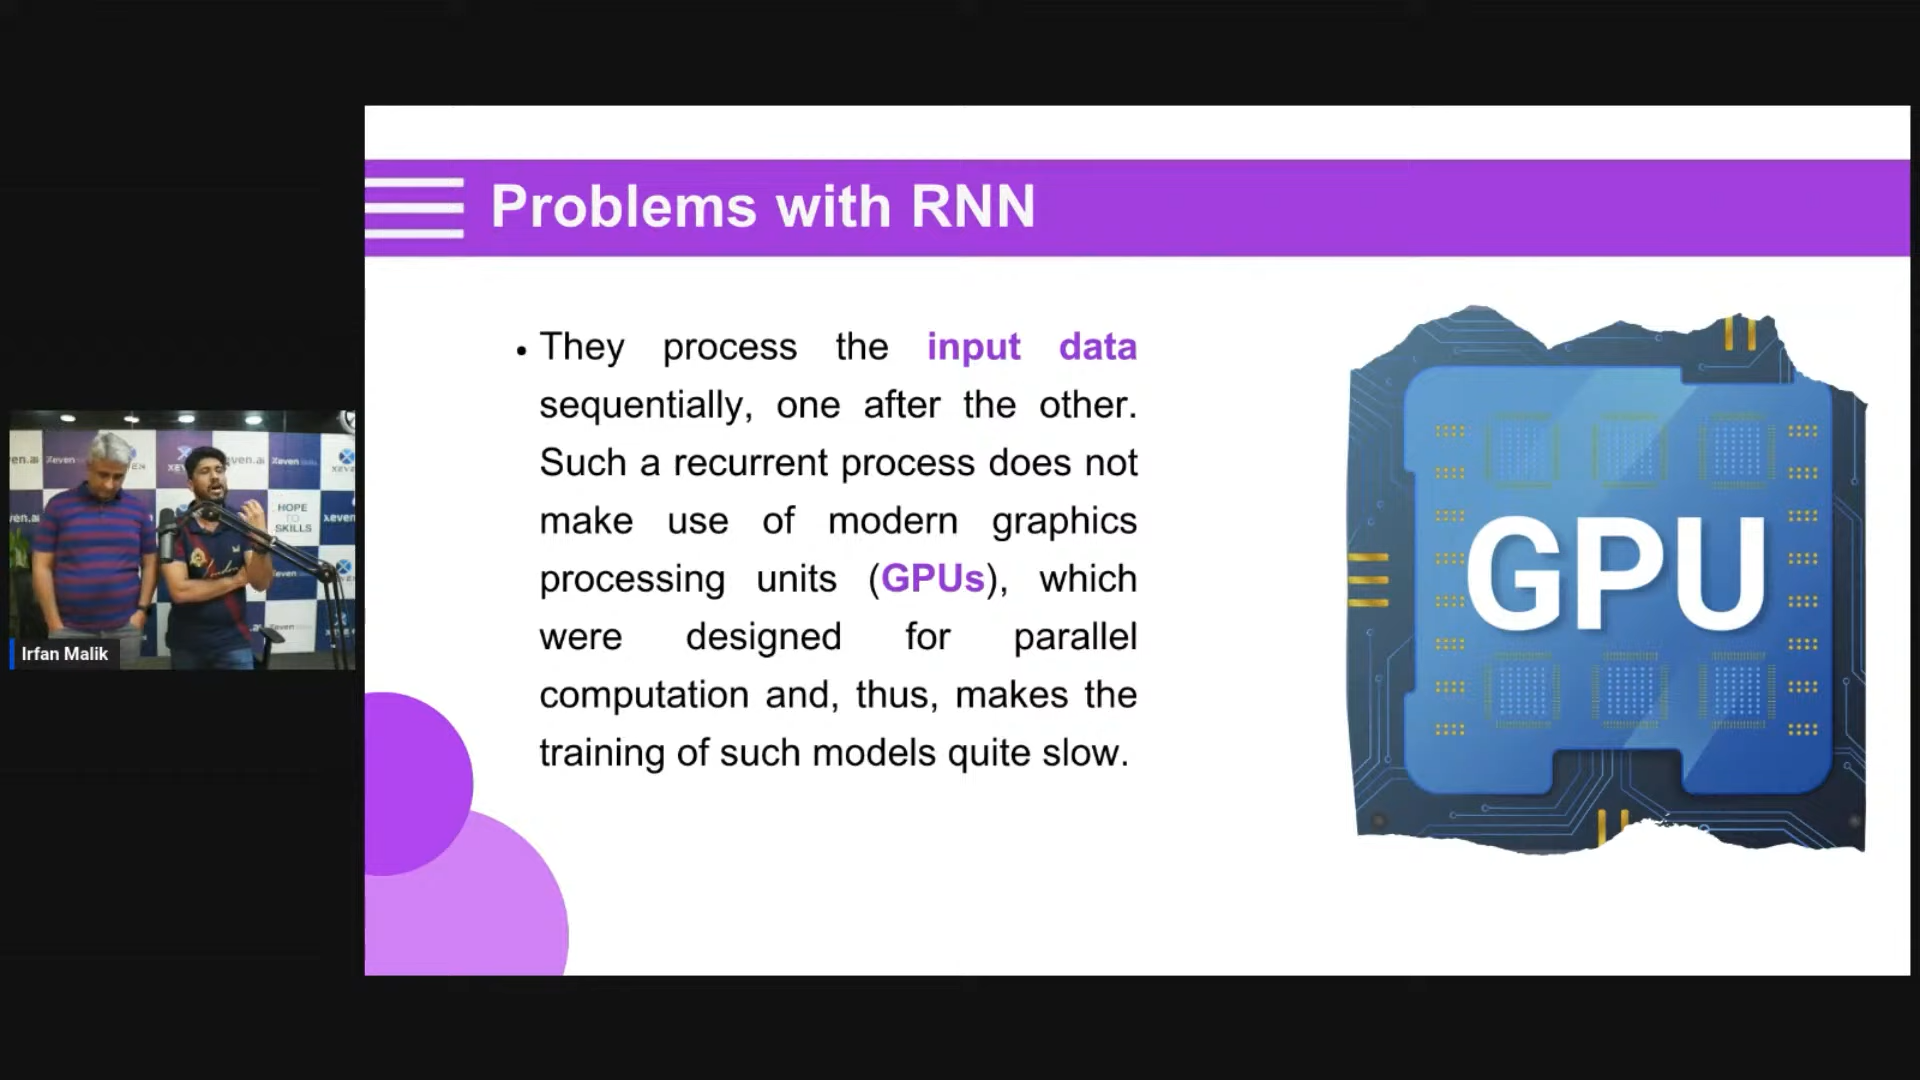 Problems with RNN
• They process the input data
sequentially, one after the other.
Such a recurrent process does not
make use of modern graphics
processing units (GPUs), which
were designed for parallel
computation and, thus, makes the
training of such models quite slow.
GPU
HOPE
TO
SKILLS
Irfan Malik